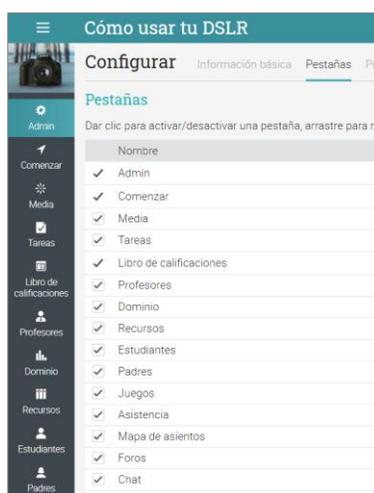 Cómo usar tu DSLR
Configurar
Información básica
Pestañas
Pestañas
Dar clic para activar/desactivar una pestaña, arrastre para
Nombre
Admin
Comenzar
Media
Tareas
Libro de calificaciones
Profesores
Dominio
Recursos
Estudiantes
Padres
Juegos
Asistencia
Mapa de asientos
Foros
Chat
Admin
Comenzar
Media
Tareas
Libro de
calificaciones
Profesores
Dominio
Recursos
Estudiantes
Padres